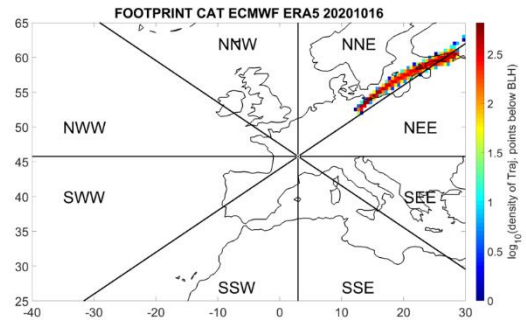 FOOTPRINT CAT ECMWF ERA5 20201016
65
60
55
50
45
40
35
30
25
-40 -30 -20 -10 0 10 20 30
NNW NNE
NWW NEE
SWW SEE
SSW SSE
2.5
2
1.5
1
0.5
0
log10(density of Traj. points below BLH)